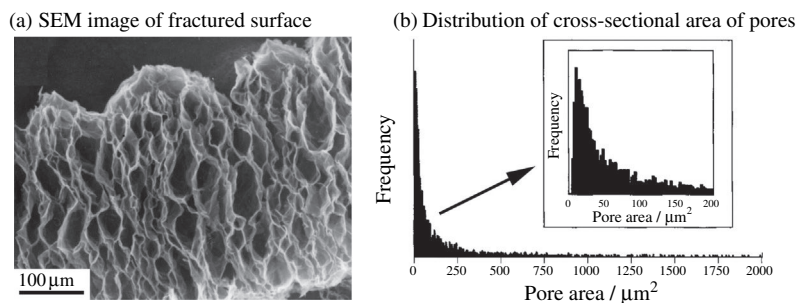 (a) SEM image of fractured surface
100 μm
(b) Distribution of cross-sectional area of pores
Frequency
0 250 500 750 1000 1250 1500 1750 2000
Pore area / μm²
Frequency
0 50 100 150 200
Pore area / μm²